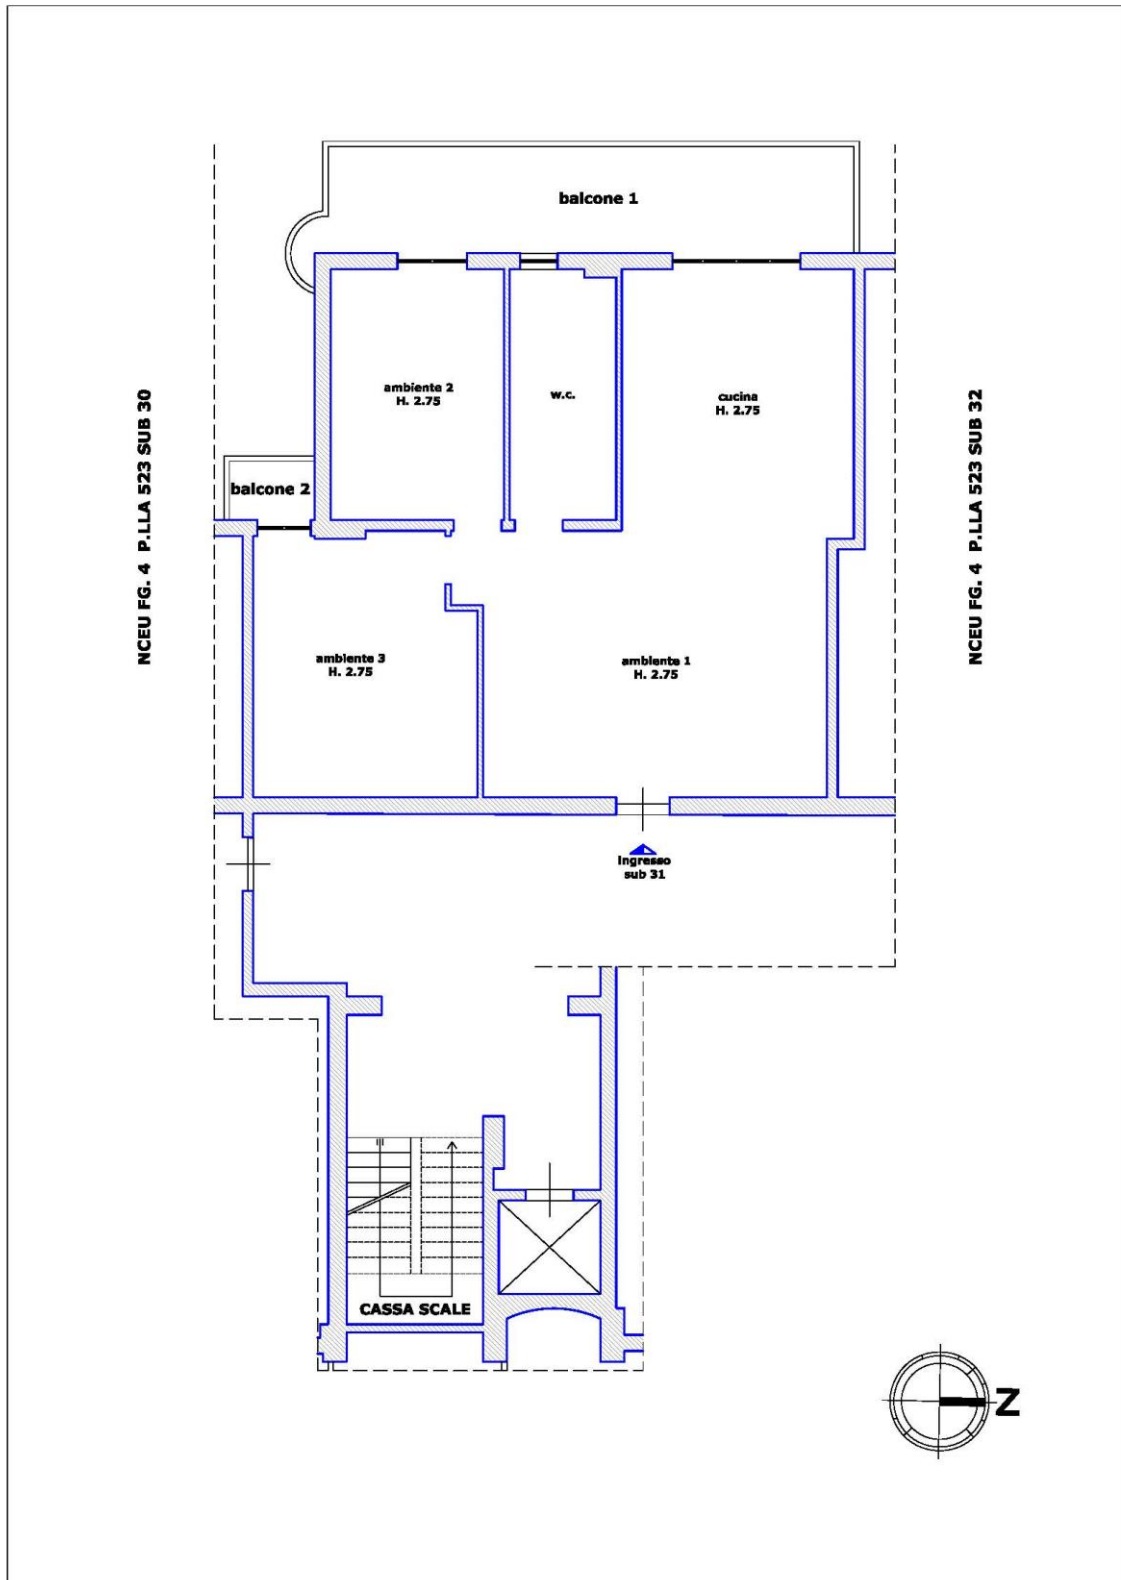 balcone 1
ambiente 2
H. 2.75
w.c.
cucina
H. 2.75
NCEU FG. 4 P.LLA 523 SUB 30
NCEU FG. 4 P.LLA 523 SUB 32
balcone 2
ambiente 3
H. 2.75
ambiente 1
H. 2.75
ingresso
sub 31
CASSA SCALE
Z